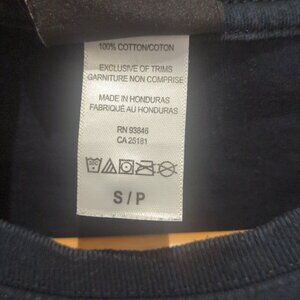 100% COTTON/COTON
EXCLUSIVE OF TRIMS
GARNITURE NON COMPRISE
MADE IN HONDURAS
FABRIQUÉ AU HONDURAS
RN 93846
CA 25181
S / P